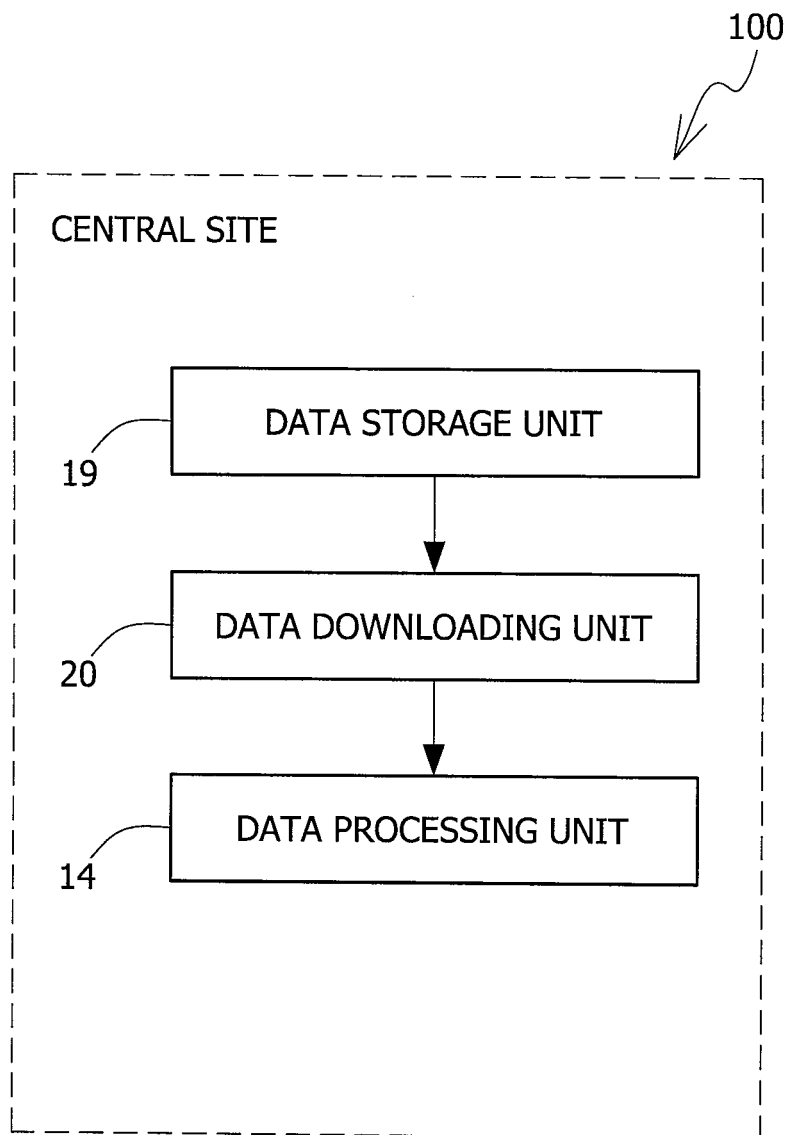 100
CENTRAL SITE
DATA STORAGE UNIT
19
DATA DOWNLOADING UNIT
20
DATA PROCESSING UNIT
14